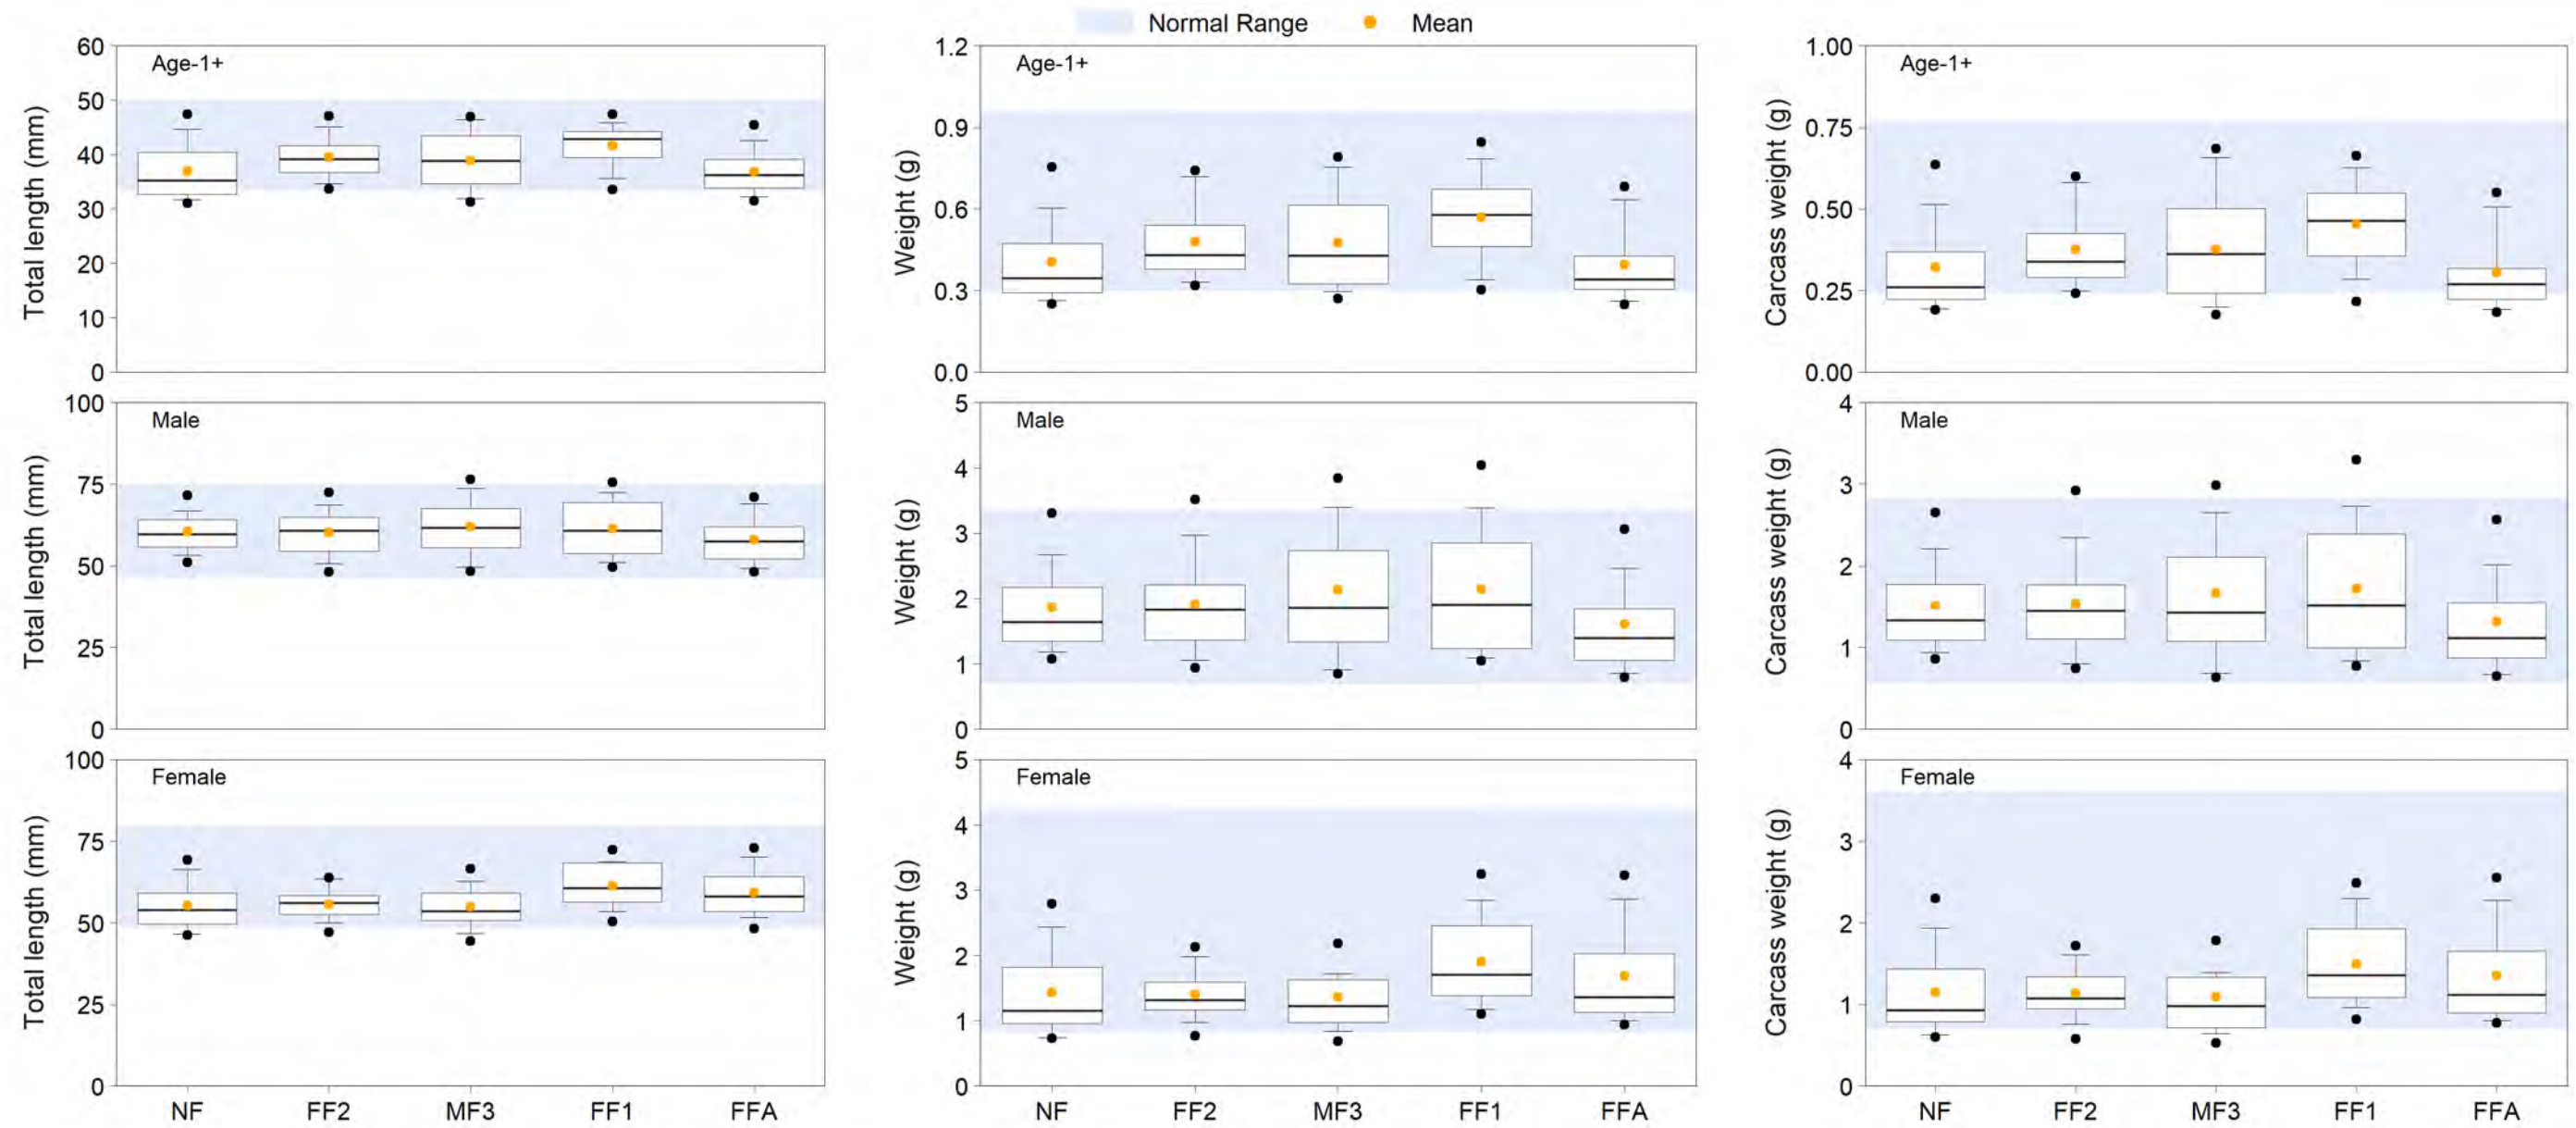 Normal Range Mean
Total length (mm)
60
50
40
30
20
10
0
Age-1+
Weight (g)
1.2
0.9
0.6
0.3
0.0
Age-1+
Carcass weight (g)
1.00
0.75
0.50
0.25
0.00
Age-1+
Total length (mm)
100
75
50
25
0
Male
Weight (g)
5
4
3
2
1
0
Male
Carcass weight (g)
4
3
2
1
0
Male
Total length (mm)
100
75
50
25
0
Female
NF FF2 MF3 FF1 FFA
Weight (g)
5
4
3
2
1
0
Female
NF FF2 MF3 FF1 FFA
Carcass weight (g)
4
3
2
1
0
Female
NF FF2 MF3 FF1 FFA